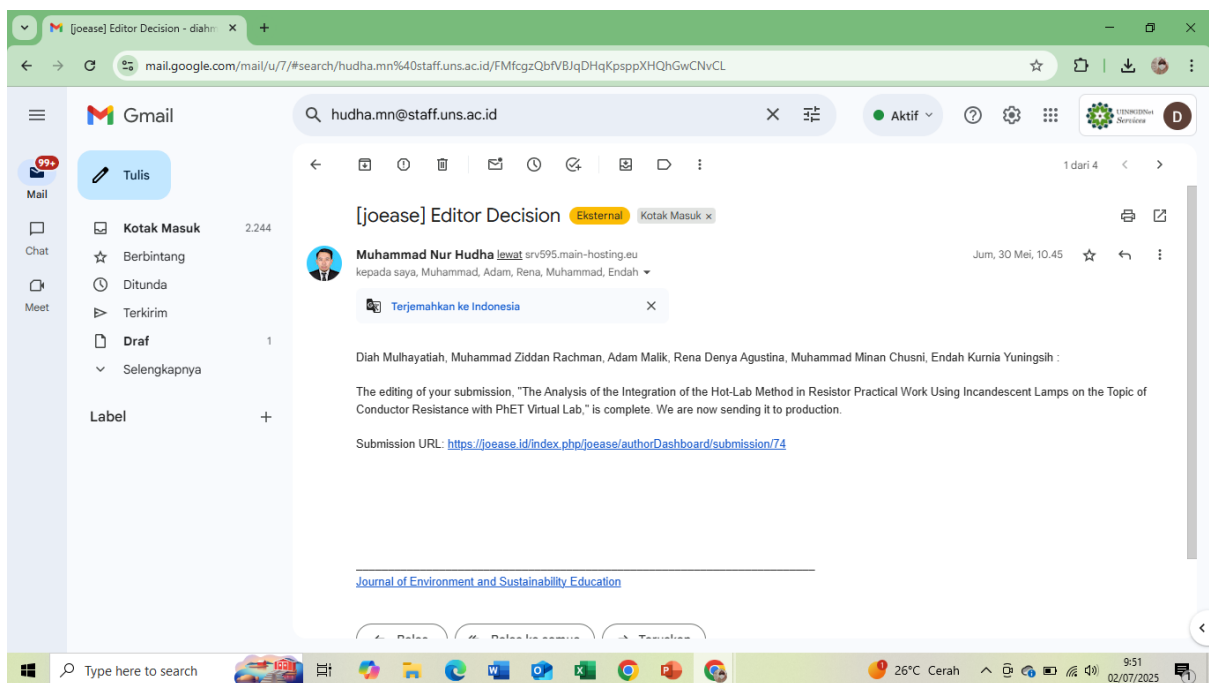 [joease] Editor Decision - diahm
mail.google.com/mail/u/7/#search/hudha.mn%40staff.uns.ac.id/FMfcgzQbfVBJqDHqKpsppXHQhGwCNvCL
Gmail
hudha.mn@staff.uns.ac.id
Aktif
UINSGDNet
Services
D
99+
Mail
Chat
Meet
Tulis
Kotak Masuk 2.244
Berbintang
Ditunda
Terkirim
Draf 1
Selengkapnya
Label
1 dari 4
[joease] Editor Decision Eksternal Kotak Masuk ×
Muhammad Nur Hudha lewat srv595.main-hosting.eu Jum, 30 Mei, 10.45
kepada saya, Muhammad, Adam, Rena, Muhammad, Endah
Terjemahkan ke Indonesia
Diah Mulhayatiah, Muhammad Ziddan Rachman, Adam Malik, Rena Denya Agustina, Muhammad Minan Chusni, Endah Kurnia Yuningsih :
The editing of your submission, "The Analysis of the Integration of the Hot-Lab Method in Resistor Practical Work Using Incandescent Lamps on the Topic of
Conductor Resistance with PhET Virtual Lab," is complete. We are now sending it to production.
Submission URL: https://joease.id/index.php/joease/authorDashboard/submission/74
Journal of Environment and Sustainability Education
Balas Balas ke semua Teruskan
Type here to search
26°C Cerah
9:51
02/07/2025